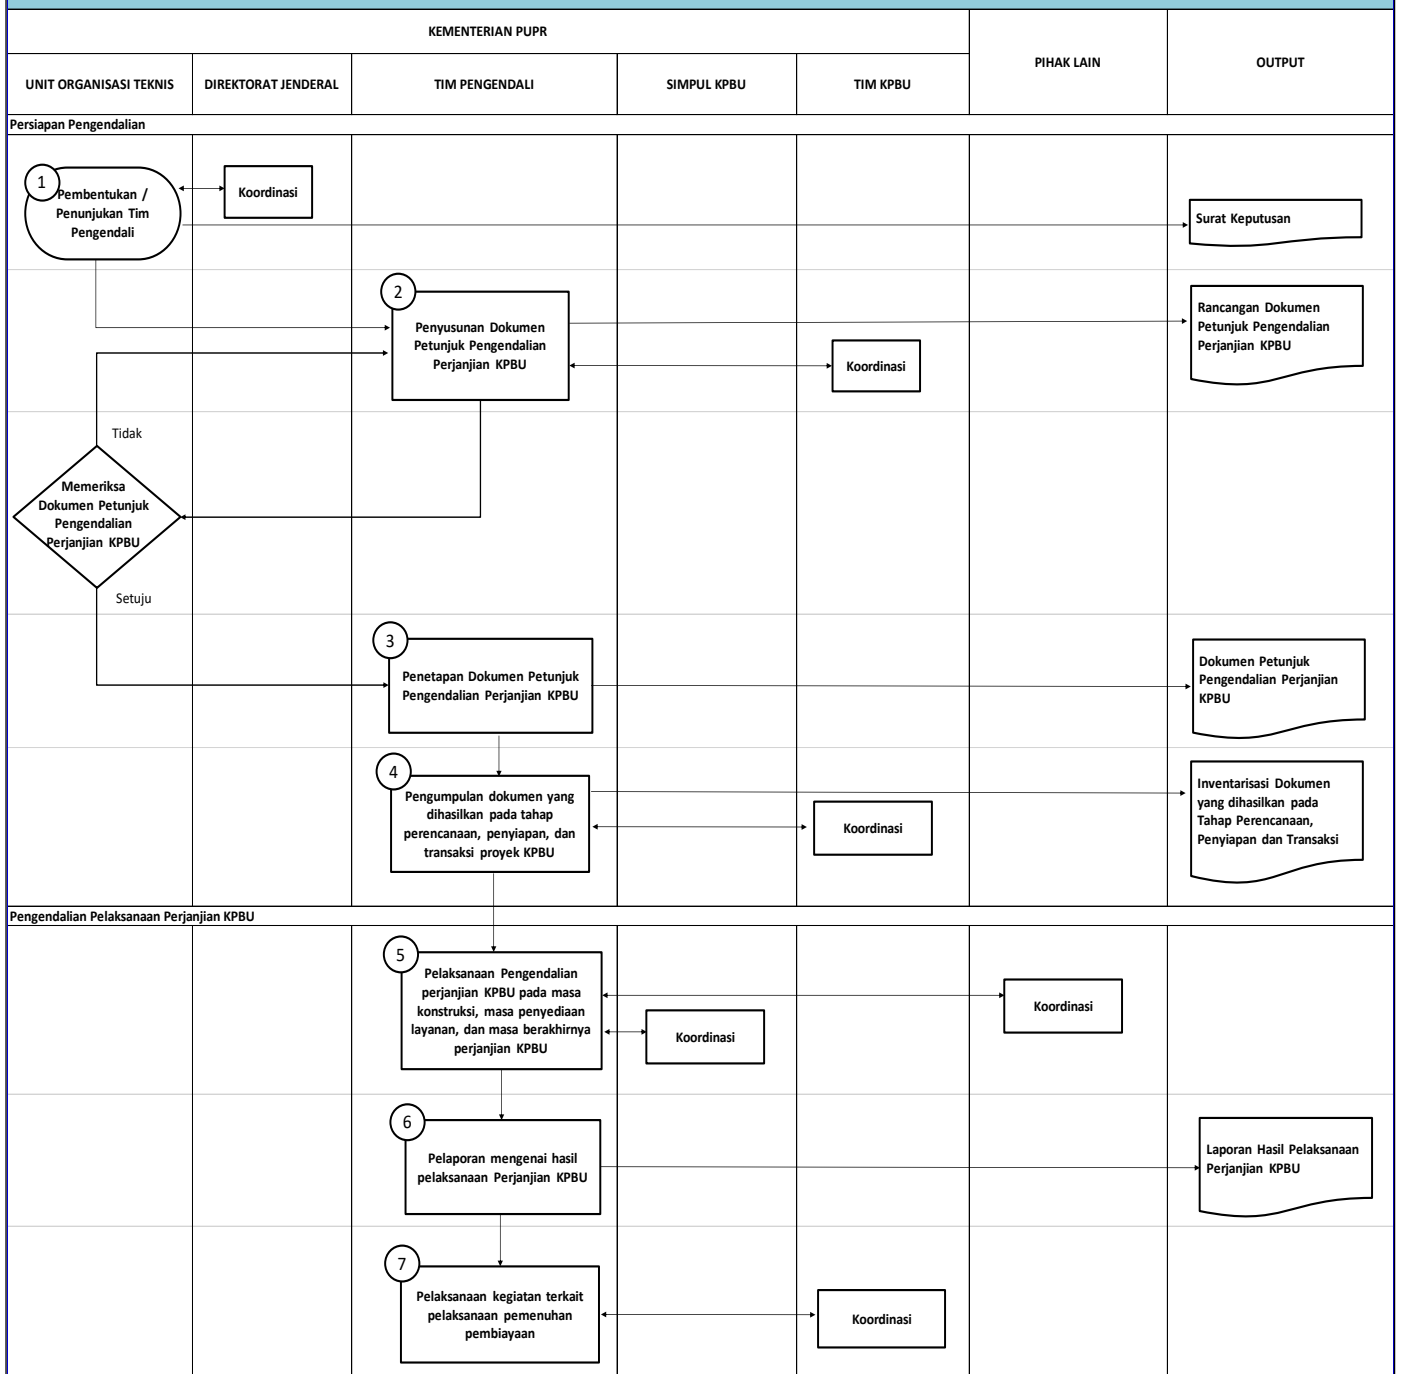 KEMENTERIAN PUPR
PIHAK LAIN
OUTPUT
UNIT ORGANISASI TEKNIS
DIREKTORAT JENDERAL
TIM PENGENDALI
SIMPUL KPBU
TIM KPBU
Persiapan Pengendalian
1
Pembentukan /
Penunjukan Tim
Pengendali
Koordinasi
Surat Keputusan
2
Penyusunan Dokumen
Petunjuk Pengendalian
Perjanjian KPBU
Koordinasi
Rancangan Dokumen
Petunjuk Pengendalian
Perjanjian KPBU
Tidak
Memeriksa
Dokumen Petunjuk
Pengendalian
Perjanjian KPBU
Setuju
3
Penetapan Dokumen Petunjuk
Pengendalian Perjanjian KPBU
Dokumen Petunjuk
Pengendalian Perjanjian
KPBU
4
Pengumpulan dokumen yang
dihasilkan pada tahap
perencanaan, penyiapan, dan
transaksi proyek KPBU
Koordinasi
Inventarisasi Dokumen
yang dihasilkan pada
Tahap Perencanaan,
Penyiapan dan Transaksi
Pengendalian Pelaksanaan Perjanjian KPBU
5
Pelaksanaan Pengendalian
perjanjian KPBU pada masa
konstruksi, masa penyediaan
layanan, dan masa berakhirnya
perjanjian KPBU
Koordinasi
Koordinasi
6
Pelaporan mengenai hasil
pelaksanaan Perjanjian KPBU
Laporan Hasil Pelaksanaan
Perjanjian KPBU
7
Pelaksanaan kegiatan terkait
pelaksanaan pemenuhan
pembiayaan
Koordinasi